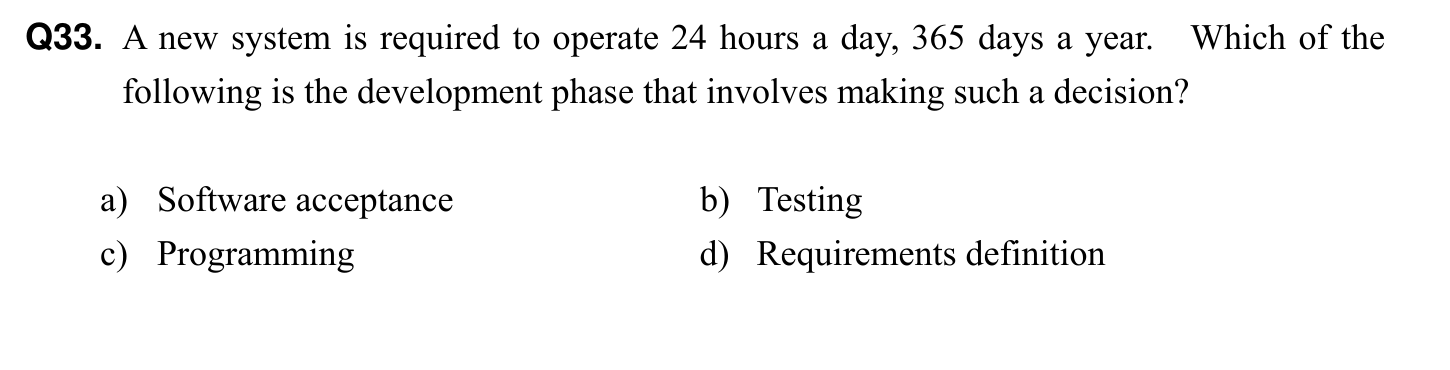 Q33. A new system is required to operate 24 hours a day, 365 days a year. Which of the
following is the development phase that involves making such a decision?
a) Software acceptance b) Testing
c) Programming d) Requirements definition